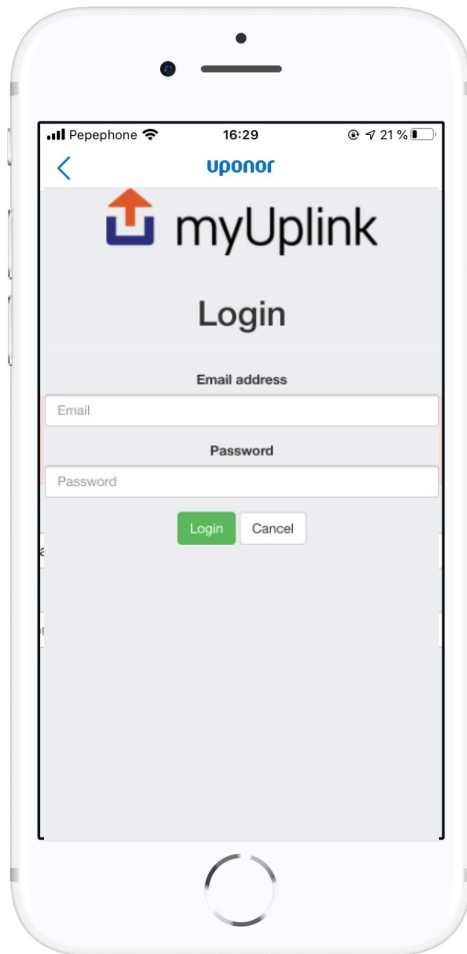 Pepephone 16:29 21 %
uponor
myUplink
Login
Email address
Email
Password
Password
Login Cancel